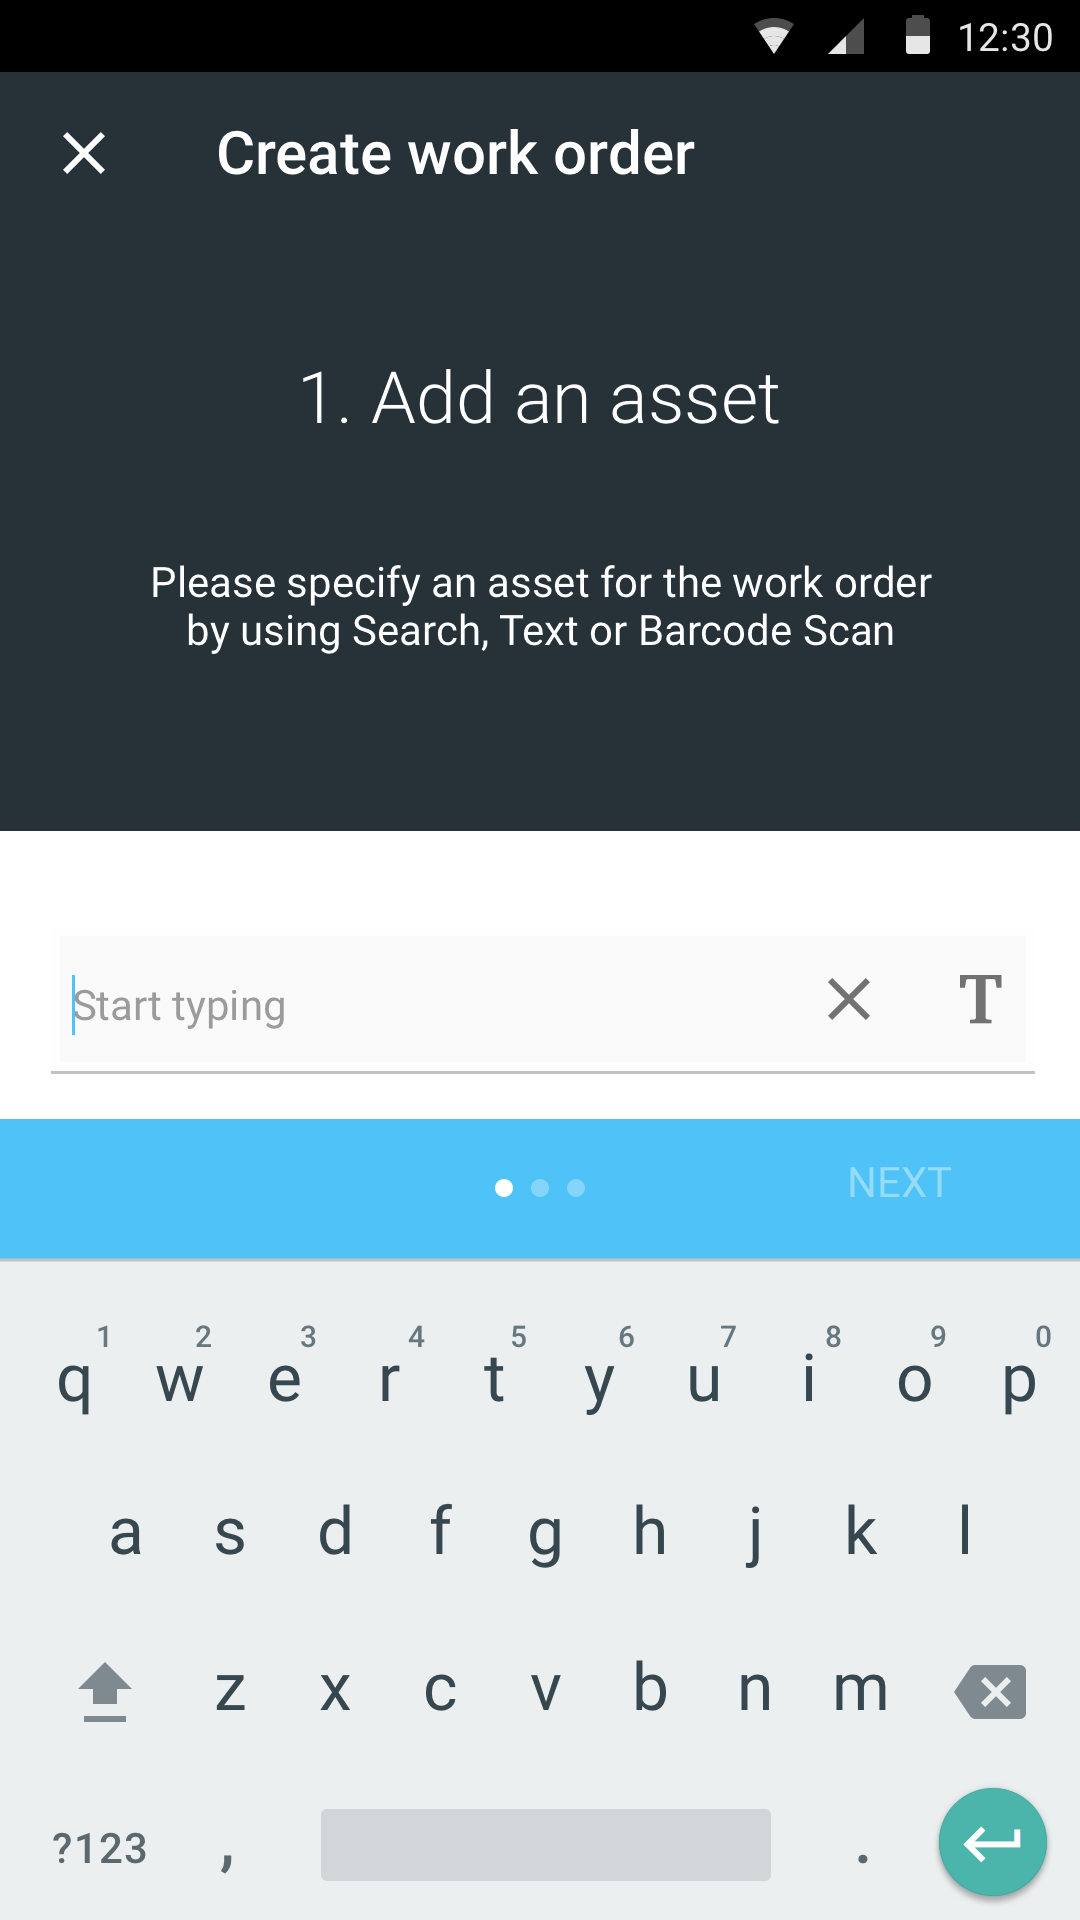 12:30
Create work order
1. Add an asset
Please specify an asset for the work order
by using Search, Text or Barcode Scan
Start typing
T
NEXT
1 2 3 4 5 6 7 8 9 0
q w e r t y u i o p
a s d f g h j k l
z x c v b n m
?123 , .